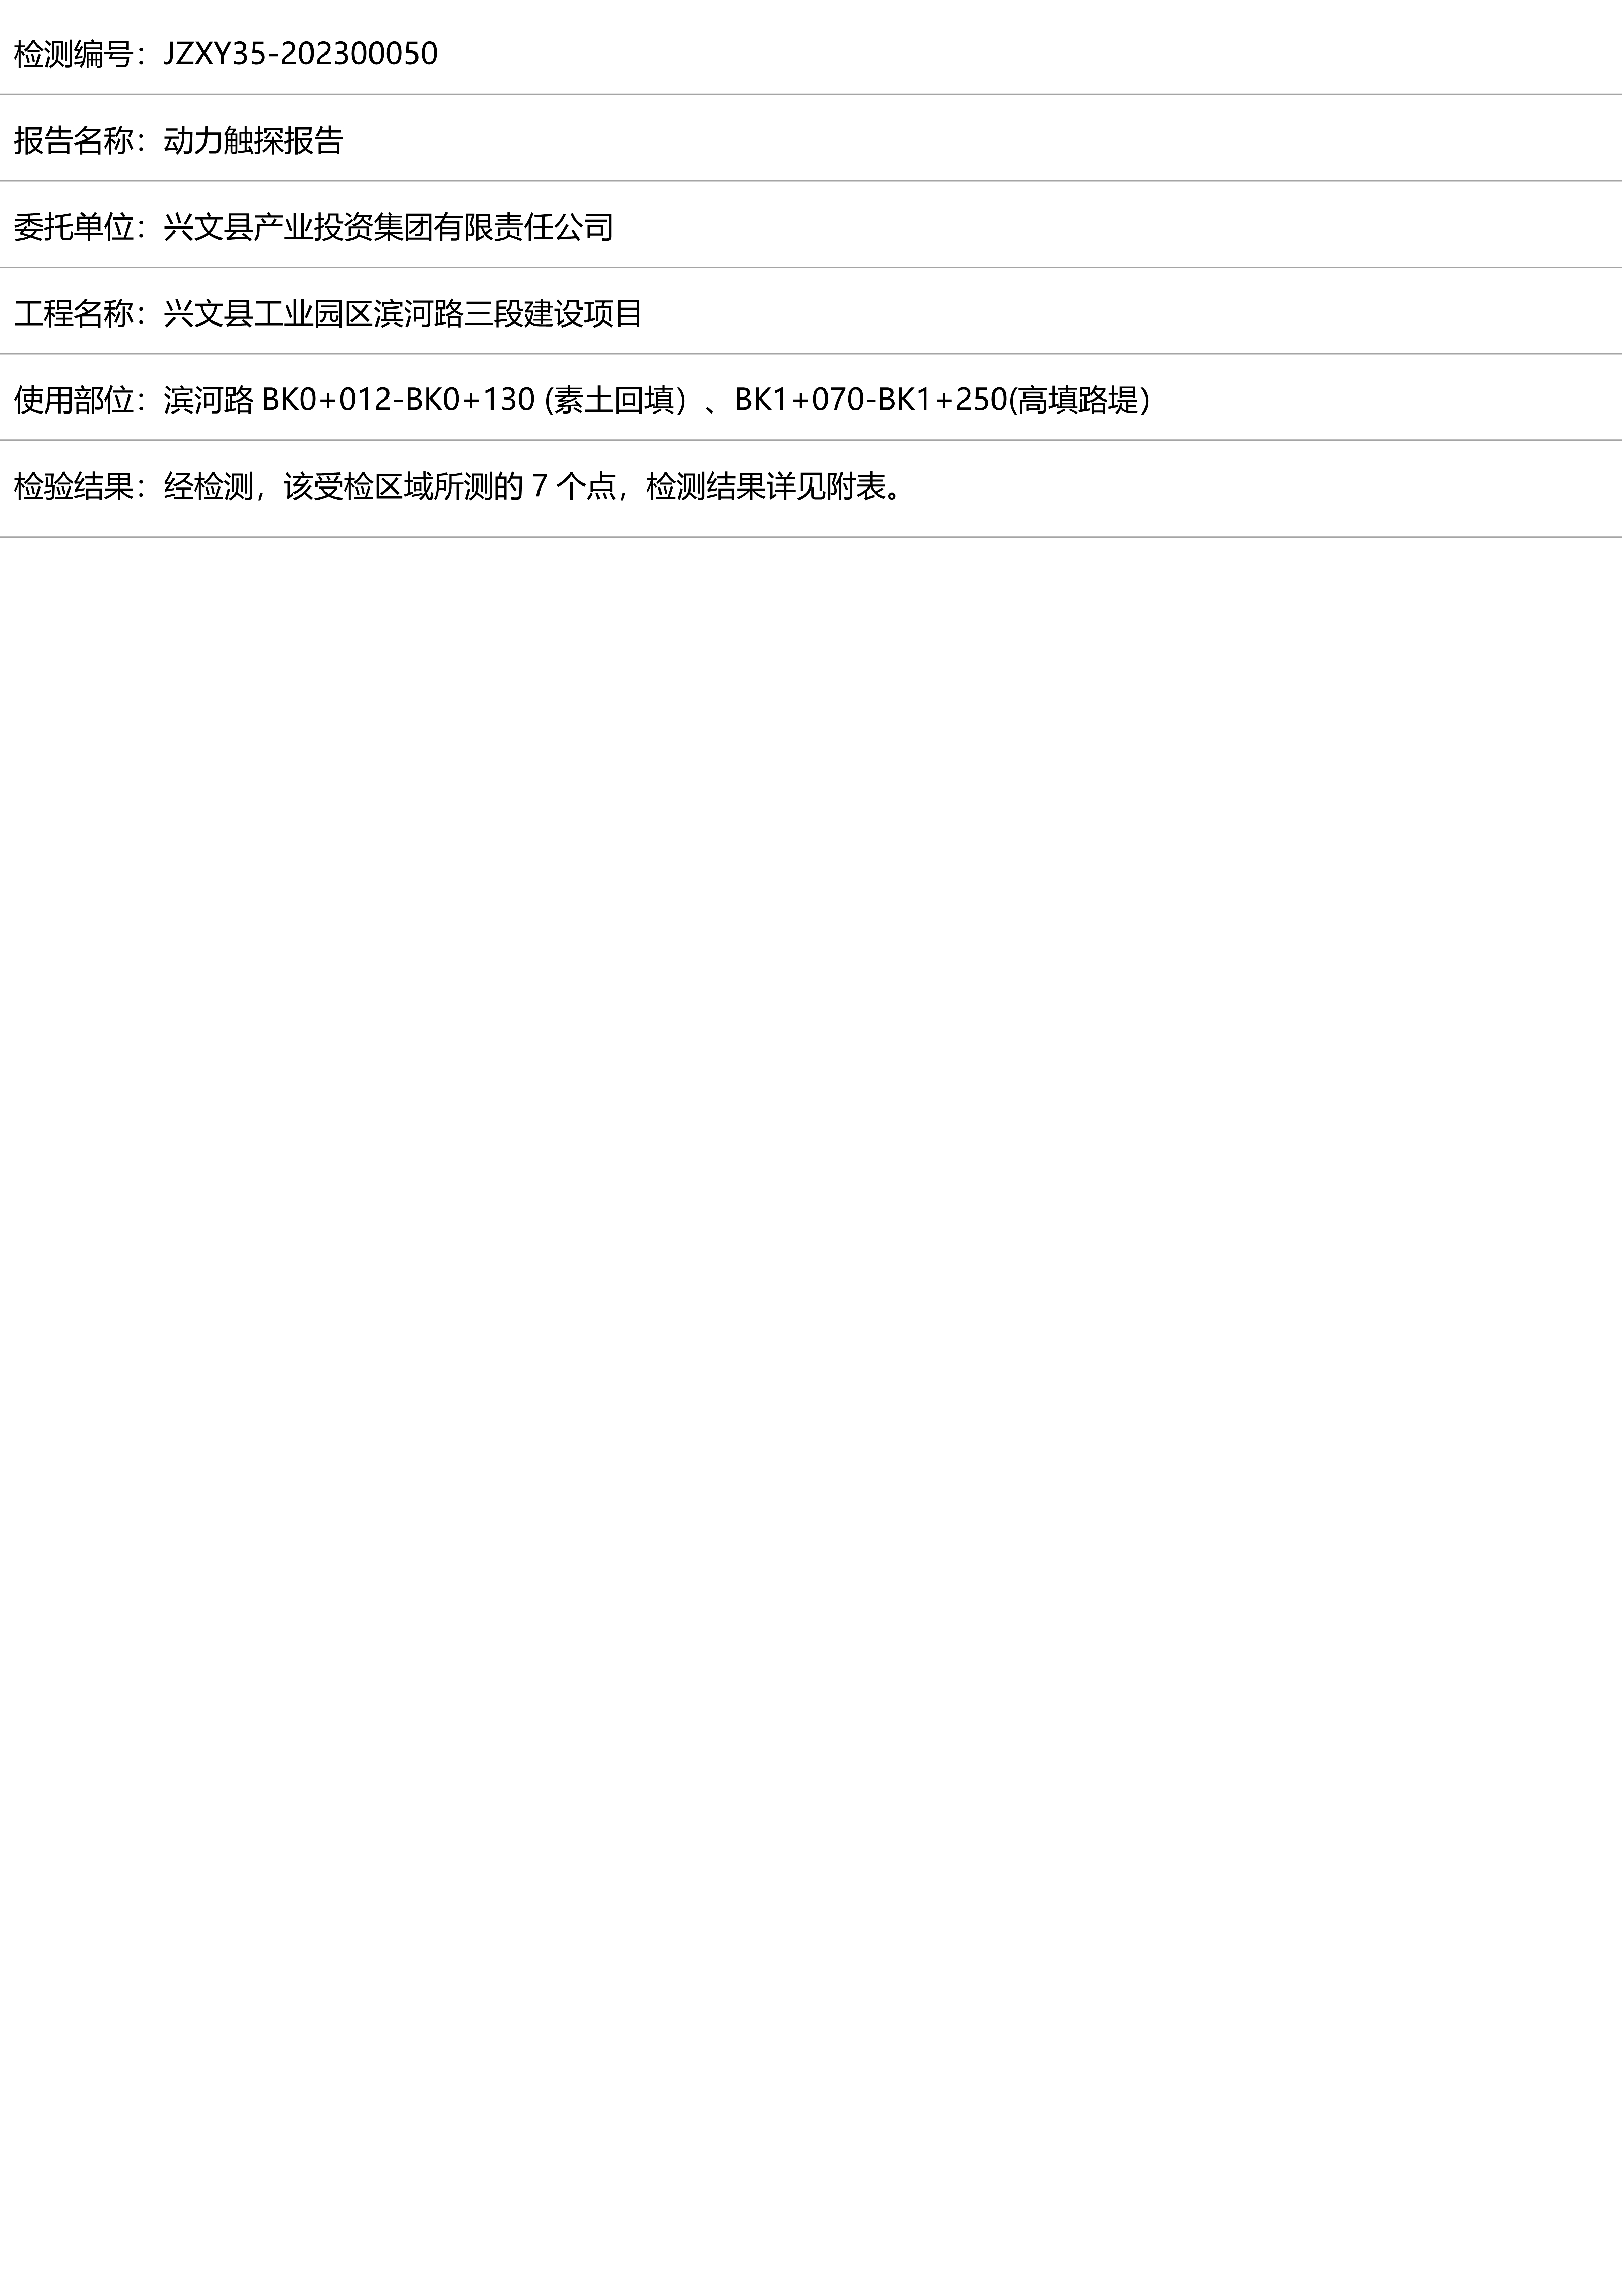 检测编号：JZXY35-202300050
报告名称：动力触探报告
委托单位：兴文县产业投资集团有限责任公司
工程名称：兴文县工业园区滨河路三段建设项目
使用部位：滨河路 BK0+012-BK0+130 (素土回填）、BK1+070-BK1+250(高填路堤）
检验结果：经检测，该受检区域所测的 7 个点，检测结果详见附表。